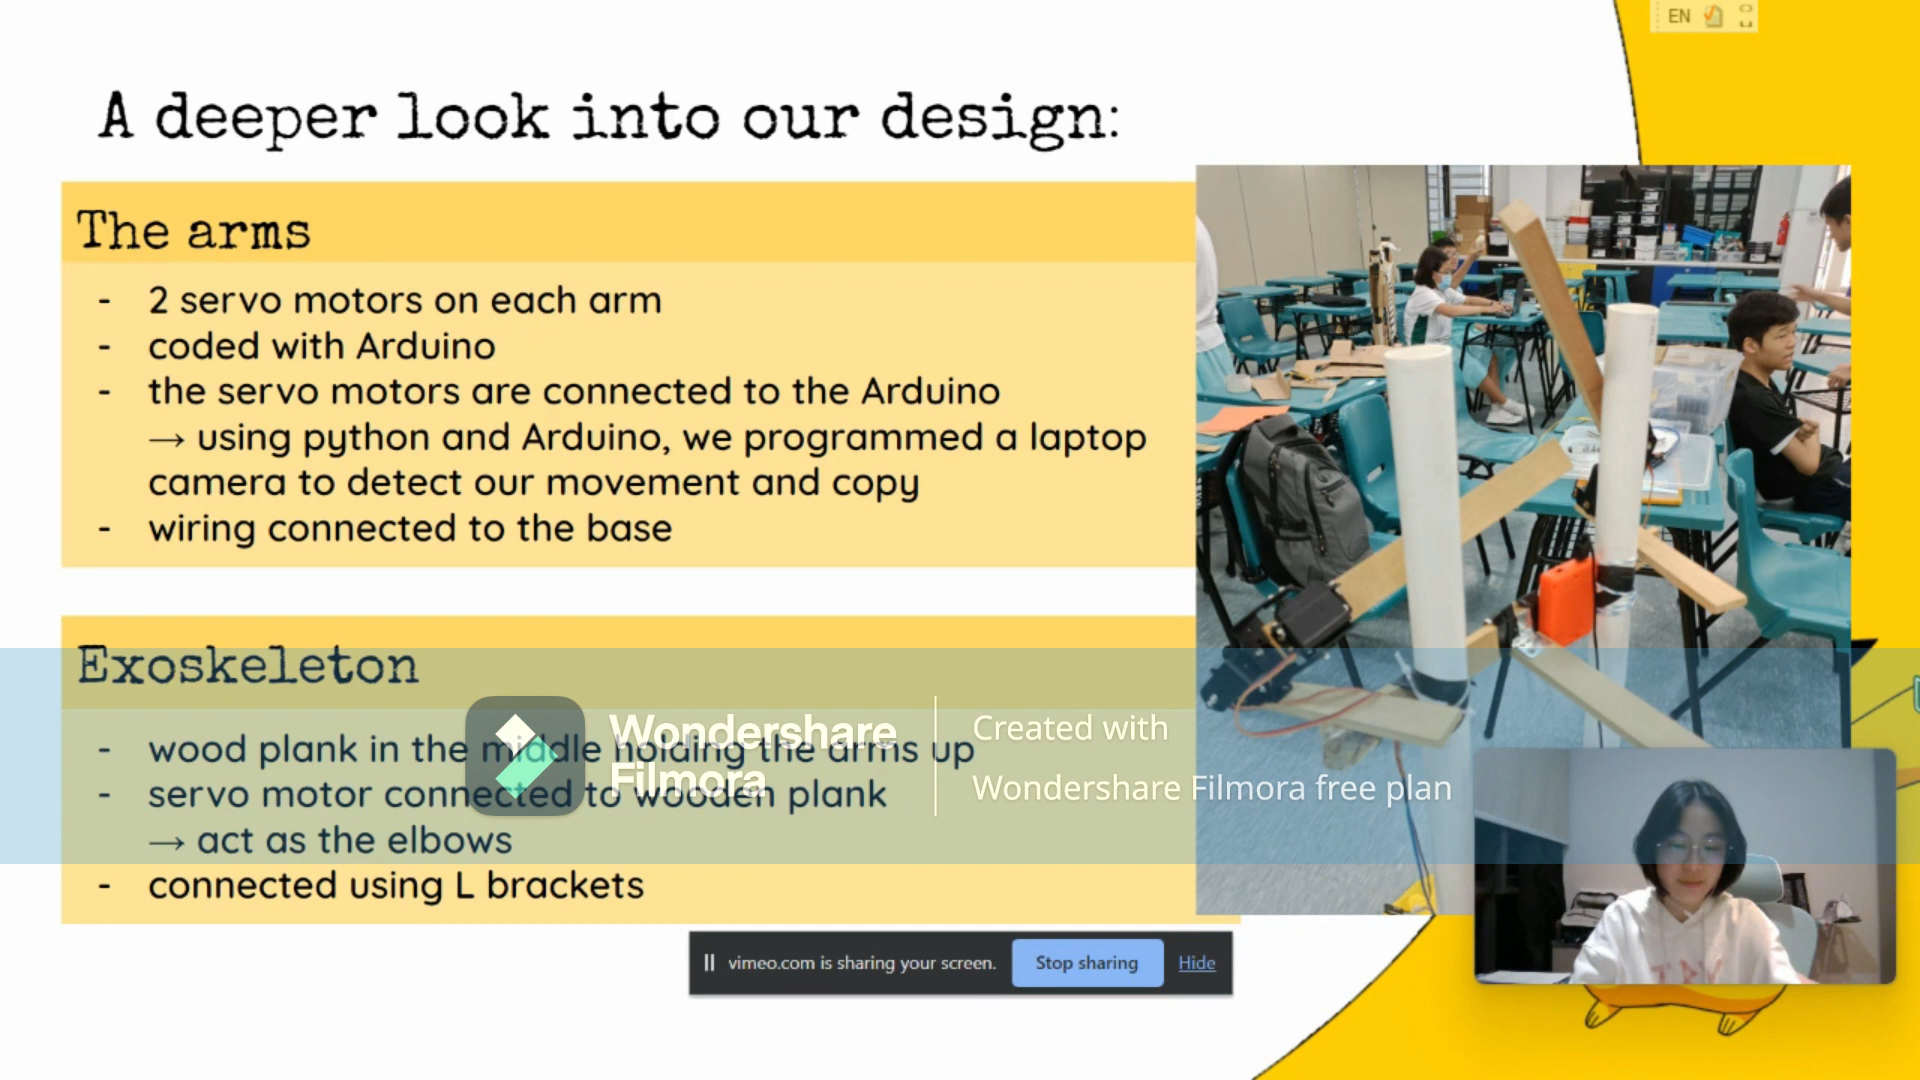 EN
A deeper look into our design:
The arms
- 2 servo motors on each arm
- coded with Arduino
- the servo motors are connected to the Arduino
→ using python and Arduino, we programmed a laptop
camera to detect our movement and copy
- wiring connected to the base
Exoskeleton
- wood plank in the middle holding the arms up
- servo motor connected to wooden plank
→ act as the elbows
- connected using L brackets
Wondershare
Filmora
Created with
Wondershare Filmora free plan
vimeo.com is sharing your screen.
Stop sharing
Hide